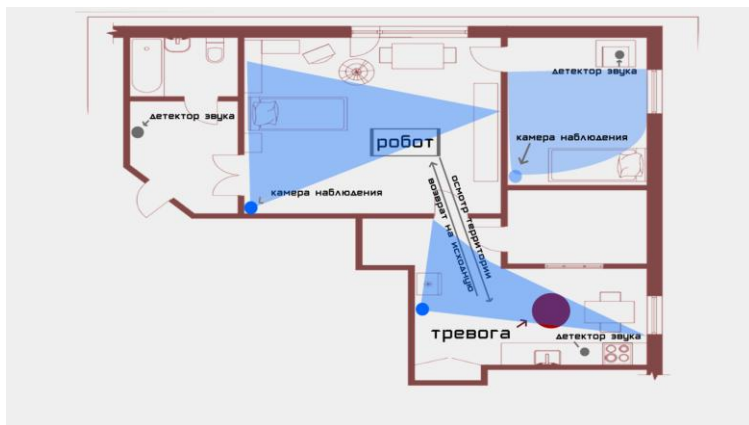 детектор звука
детектор звука
камера наблюдения
робот
камера наблюдения
осмотр территории
возврат на исходную
тревога
детектор звука